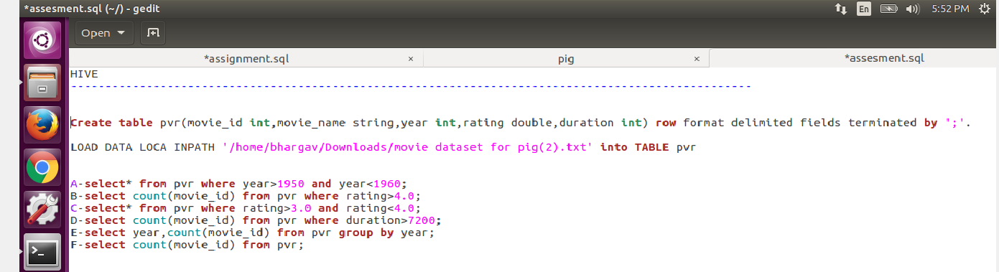 *assesment.sql (~/) - gedit
En
5:52 PM
Open
*assignment.sql ×
pig ×
*assesment.sql
HIVE
---------------------------------------------------------------------------------------------------
Create table pvr(movie_id int,movie_name string,year int,rating double,duration int) row format delimited fields terminated by ';'.
LOAD DATA LOCA INPATH '/home/bhargav/Downloads/movie dataset for pig(2).txt' into TABLE pvr
A-select* from pvr where year>1950 and year<1960;
B-select count(movie_id) from pvr where rating>4.0;
C-select* from pvr where rating>3.0 and rating<4.0;
D-select count(movie_id) from pvr where duration>7200;
E-select year,count(movie_id) from pvr group by year;
F-select count(movie_id) from pvr;